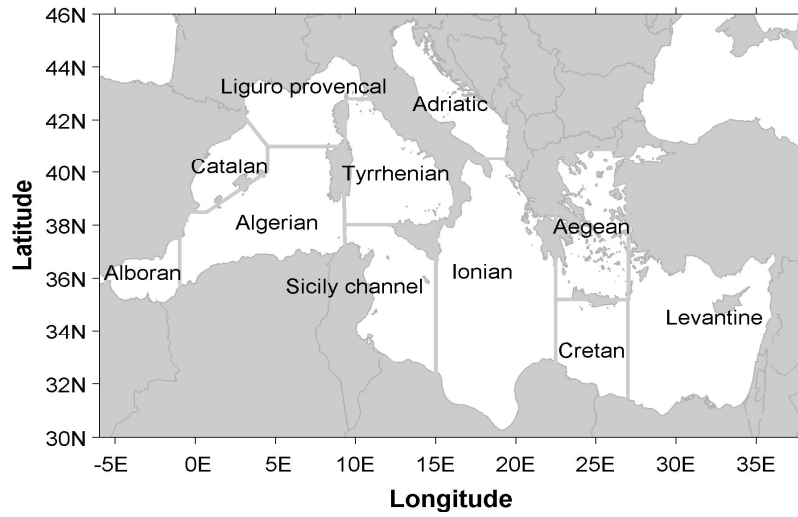 46N
44N
42N
40N
38N
36N
34N
32N
30N
Latitude
Liguro provencal
Adriatic
Catalan
Tyrrhenian
Algerian
Aegean
Alboran
Sicily channel
Ionian
Levantine
Cretan
-5E 0E 5E 10E 15E 20E 25E 30E 35E
Longitude